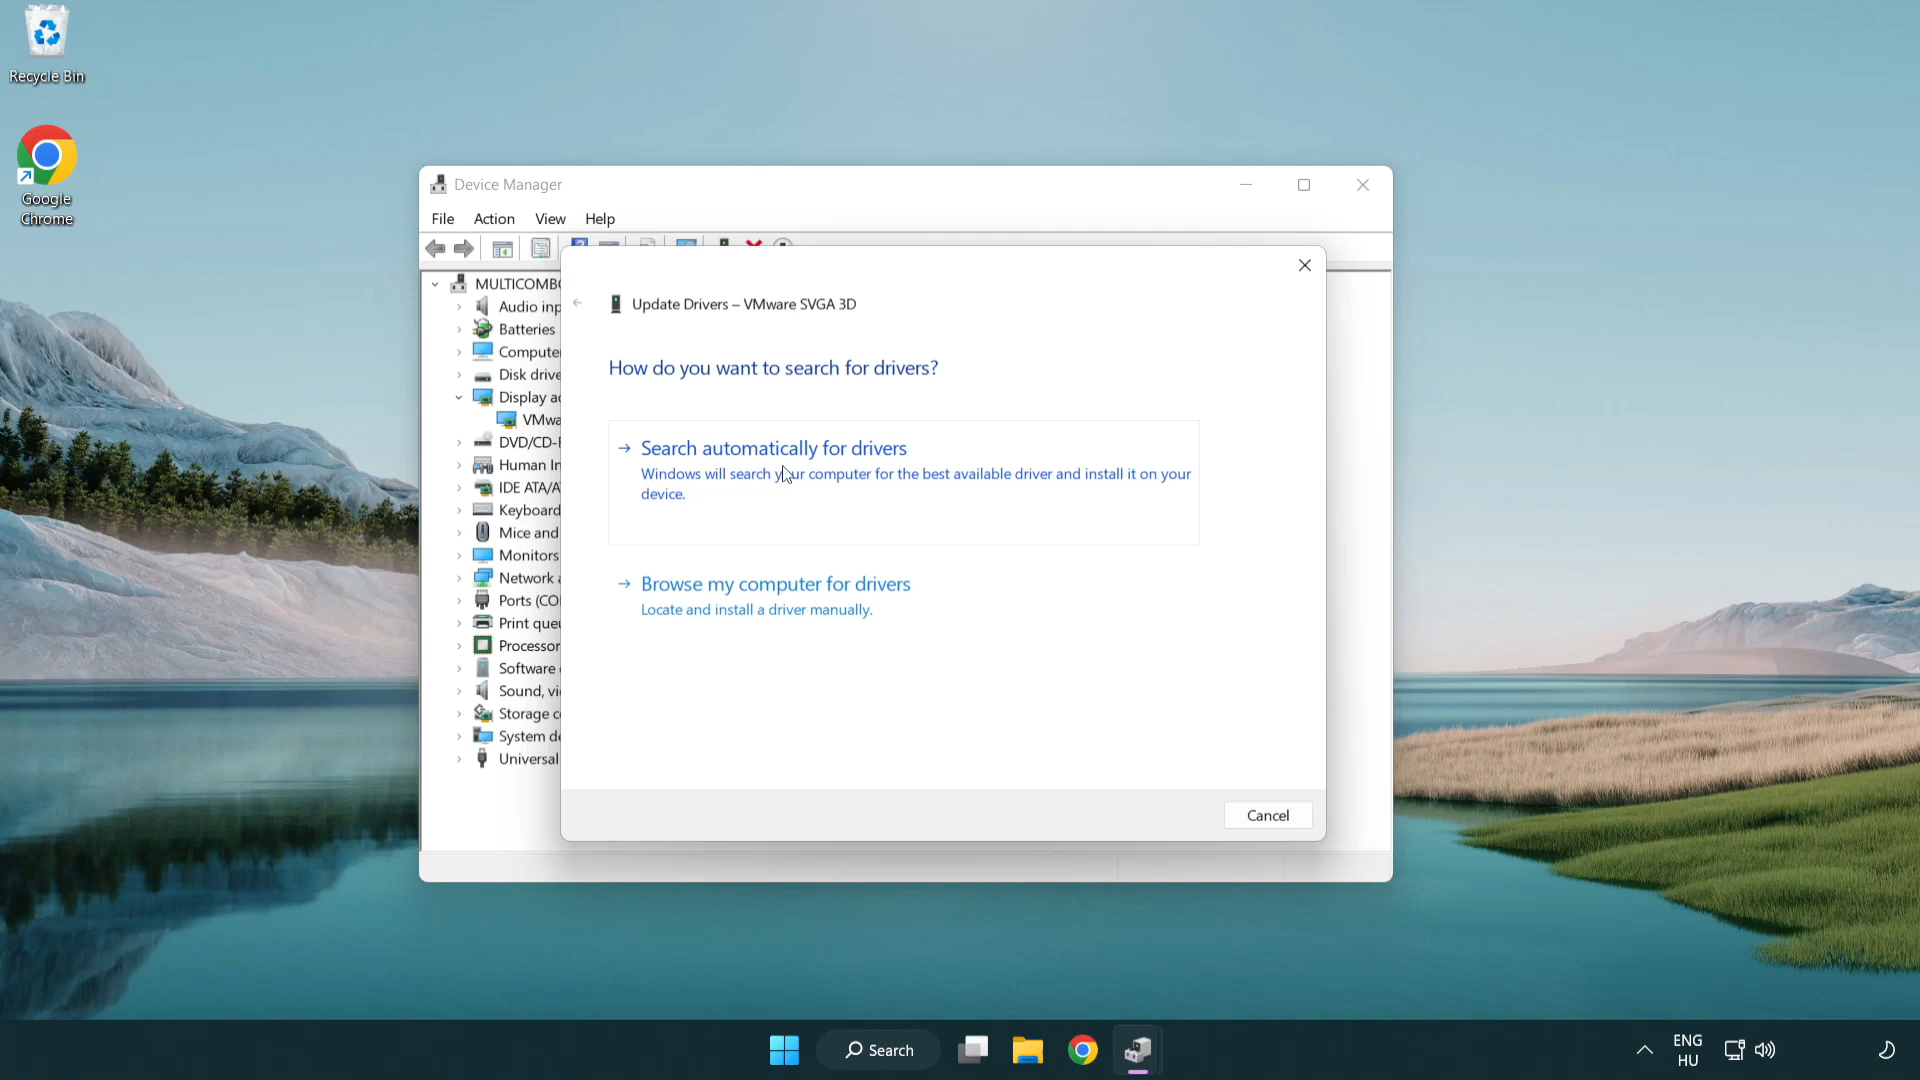 Recycle Bin
Google
Chrome
Device Manager
File Action View Help
MULTICOMBO
Audio inp
Batteries
Compute
Disk drive
Display a
VMwa
DVD/CD-R
Human In
IDE ATA/A
Keyboard
Mice and
Monitors
Network a
Ports (CO
Print que
Processor
Software
Sound, vi
Storage c
System de
Universal
Update Drivers – VMware SVGA 3D
How do you want to search for drivers?
Search automatically for drivers
Windows will search your computer for the best available driver and install it on your
device.
Browse my computer for drivers
Locate and install a driver manually.
Cancel
Search
ENG
HU